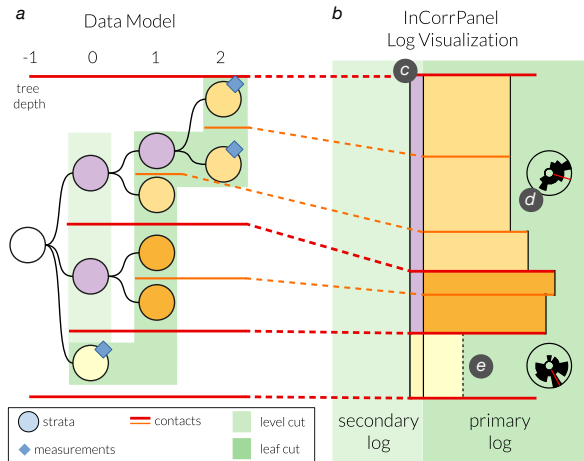 a
Data Model
-1
0
1
2
tree
depth
b
InCorrPanel
Log Visualization
c
d
e
secondary
log
primary
log
strata
measurements
contacts
level cut
leaf cut